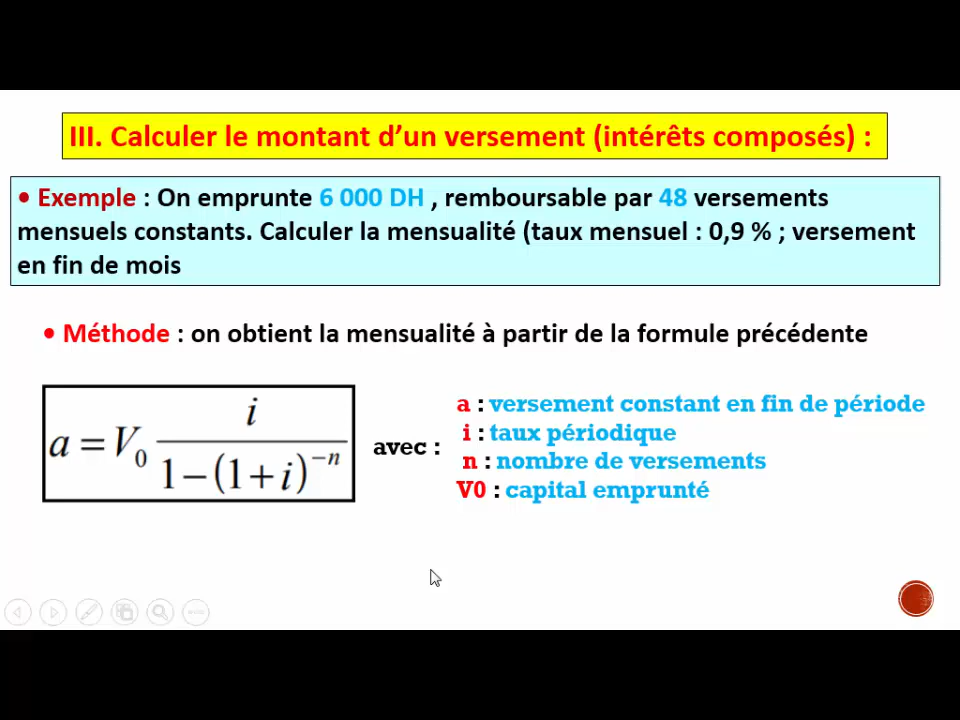 III. Calculer le montant d’un versement (intérêts composés) :
• Exemple : On emprunte 6 000 DH , remboursable par 48 versements
mensuels constants. Calculer la mensualité (taux mensuel : 0,9 % ; versement
en fin de mois
• Méthode : on obtient la mensualité à partir de la formule précédente
a = V₀ i / (1 − (1 + i)⁻ⁿ)
avec :
a : versement constant en fin de période
i : taux périodique
n : nombre de versements
V0 : capital emprunté